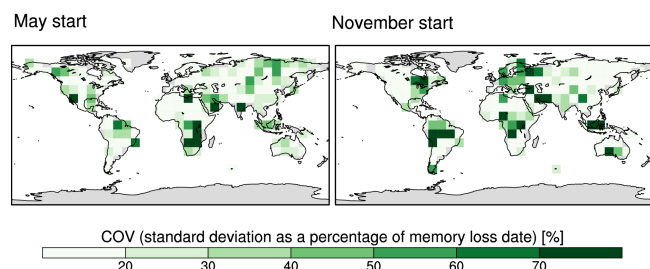 May start
November start
COV (standard deviation as a percentage of memory loss date) [%]
20 30 40 50 60 70